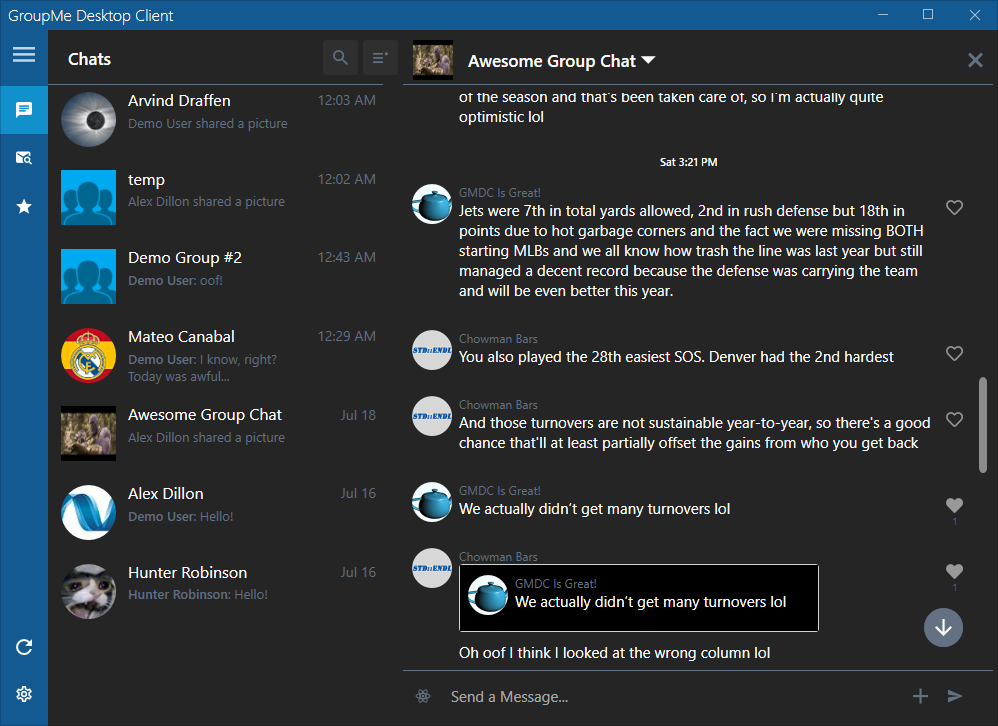 GroupMe Desktop Client
Chats
Arvind Draffen
12:03 AM
Demo User shared a picture
temp
12:02 AM
Alex Dillon shared a picture
Demo Group #2
12:43 AM
Demo User: oof!
Mateo Canabal
12:29 AM
Demo User: I know, right?
Today was awful...
Awesome Group Chat
Jul 18
Alex Dillon shared a picture
Alex Dillon
Jul 16
Demo User: Hello!
Hunter Robinson
Jul 16
Hunter Robinson: Hello!
Awesome Group Chat
of the season and that's been taken care of, so I'm actually quite
optimistic lol
Sat 3:21 PM
GMDC Is Great!
Jets were 7th in total yards allowed, 2nd in rush defense but 18th in
points due to hot garbage corners and the fact we were missing BOTH
starting MLBs and we all know how trash the line was last year but still
managed a decent record because the defense was carrying the team
and will be even better this year.
STD::ENDL
Chowman Bars
You also played the 28th easiest SOS. Denver had the 2nd hardest
STD::ENDL
Chowman Bars
And those turnovers are not sustainable year-to-year, so there's a good
chance that'll at least partially offset the gains from who you get back
GMDC Is Great!
We actually didn't get many turnovers lol
1
STD::ENDL
Chowman Bars
GMDC Is Great!
We actually didn't get many turnovers lol
1
Oh oof I think I looked at the wrong column lol
Send a Message...